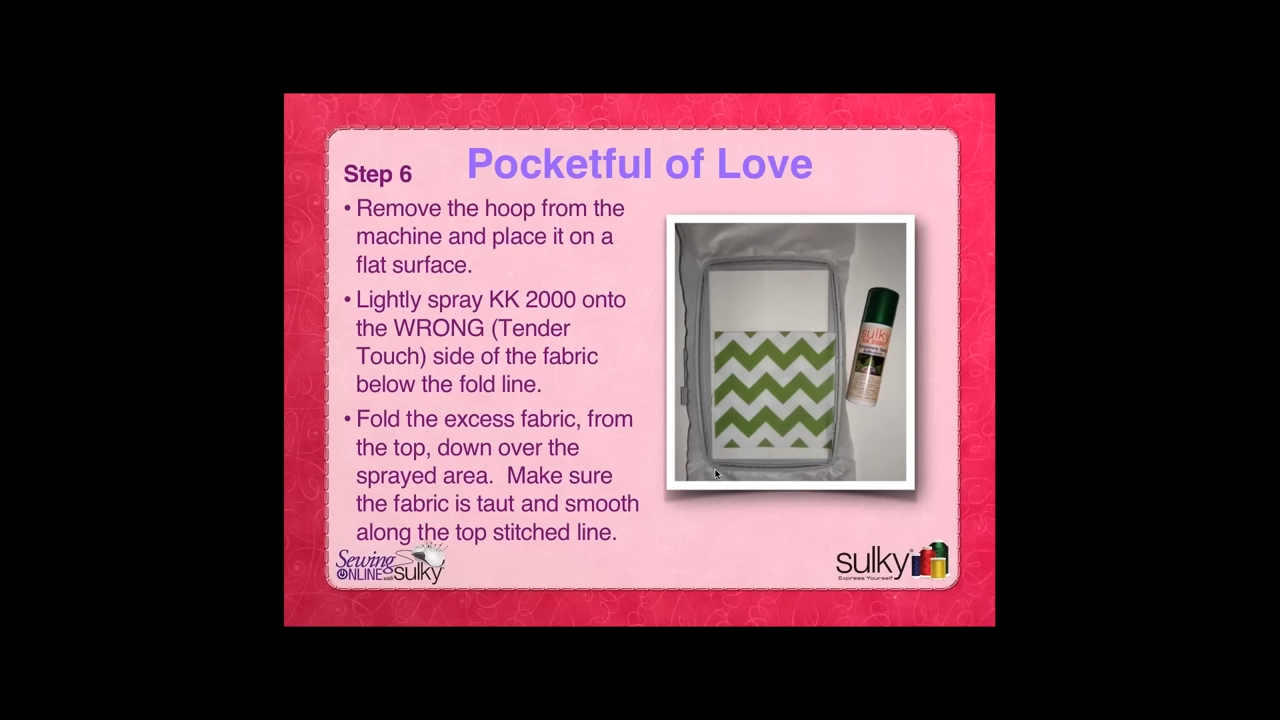 Pocketful of Love
Step 6
• Remove the hoop from the
machine and place it on a
flat surface.
• Lightly spray KK 2000 onto
the WRONG (Tender
Touch) side of the fabric
below the fold line.
• Fold the excess fabric, from
the top, down over the
sprayed area.  Make sure
the fabric is taut and smooth
along the top stitched line.
sulky
KK 2000
Sewing
ONLINE with sulky
sulky®
Express Yourself